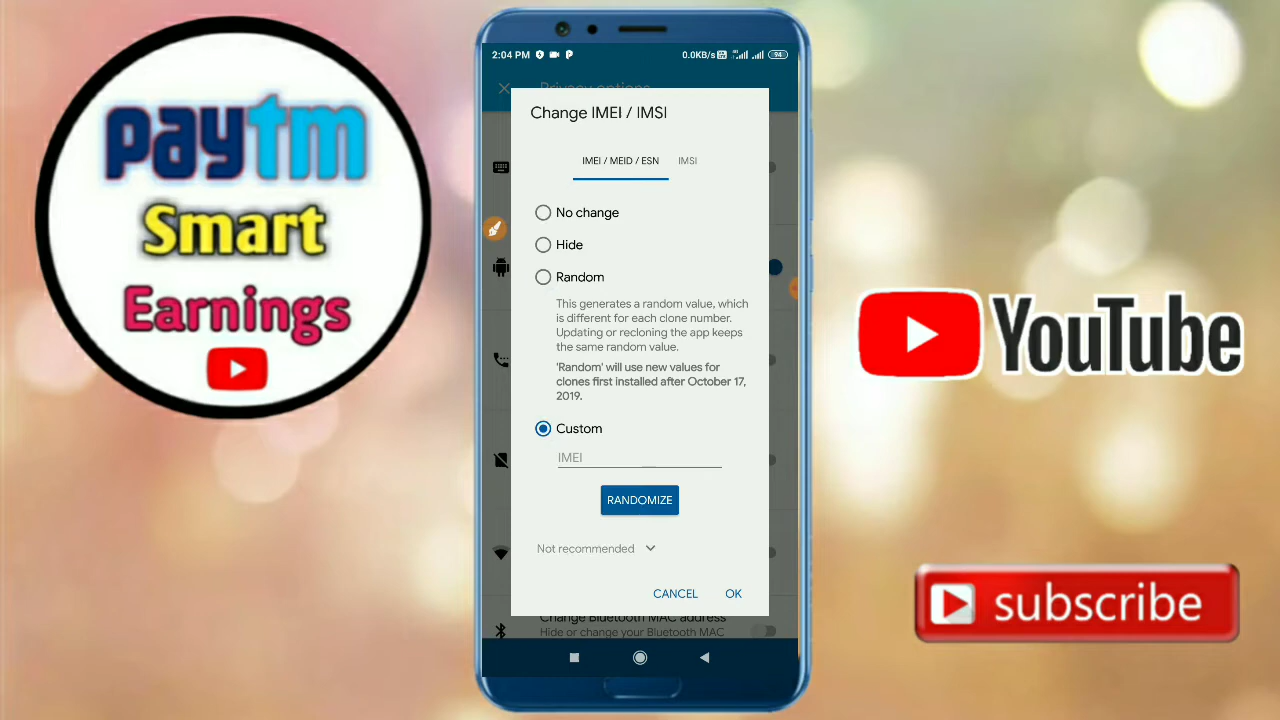 paytm
Smart
Earnings
2:04 PM
0.0KB/s
4G
94
Privacy options
Change IMEI / IMSI
IMEI / MEID / ESN
IMSI
No change
Hide
Random
This generates a random value, which
is different for each clone number.
Updating or recloning the app keeps
the same random value.
'Random' will use new values for
clones first installed after October 17,
2019.
Custom
IMEI
RANDOMIZE
Not recommended
CANCEL
OK
Change Bluetooth MAC address
Hide or change your Bluetooth MAC
YouTube
subscribe